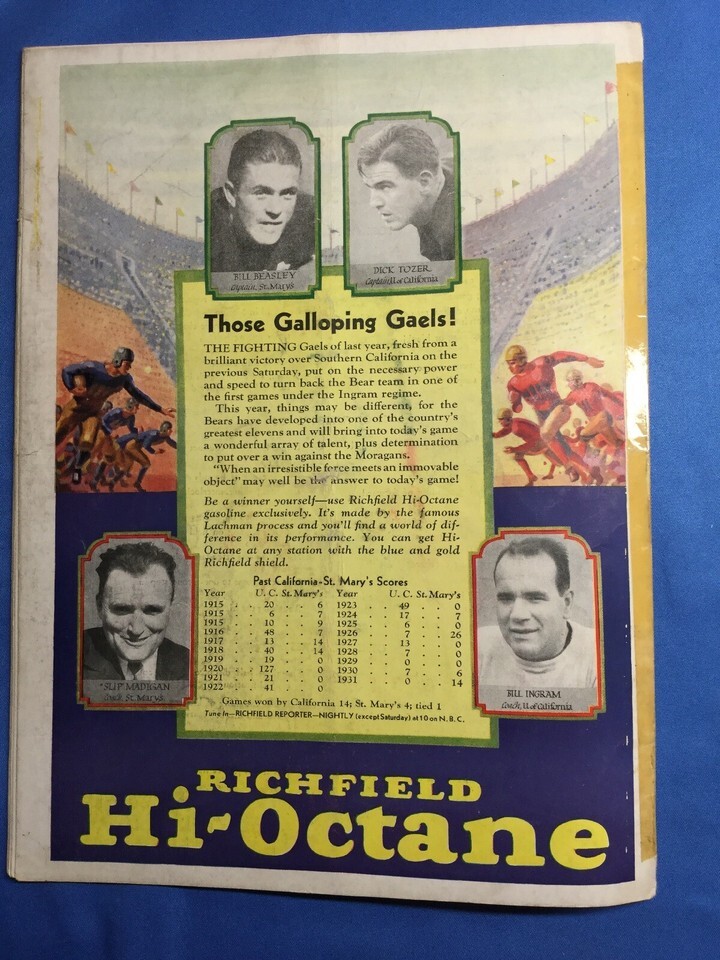 BILL BEASLEY
Captain, St. Marys
DICK TOZER
Captain, U. of California
Those Galloping Gaels!
THE FIGHTING Gaels of last year, fresh from a
brilliant victory over Southern California on the
previous Saturday, put on the necessary power
and speed to turn back the Bear team in one of
the first games under the Ingram regime.
This year, things may be different, for the
Bears have developed into one of the country's
greatest elevens and will bring into today's game
a wonderful array of talent, plus determination
to put over a win against the Moragans.
"When an irresistible force meets an immovable
object" may well be the answer to today's game!
Be a winner yourself—use Richfield Hi-Octane
gasoline exclusively. It's made by the famous
Lachman process and you'll find a world of dif-
ference in its performance. You can get Hi-
Octane at any station with the blue and gold
Richfield shield.
Past California-St. Mary's Scores
Year U. C. St. Mary's Year U. C. St. Mary's
1915 . . 20 . . 6 1923 . . 49 . . 0
1915 . . 6 . . 7 1924 . . 17 . . 7
1915 . . 10 . . 9 1925 . . 6 . . 0
1916 . . 48 . . 7 1926 . . 7 . . 26
1917 . . 13 . . 14 1927 . . 13 . . 0
1918 . . 40 . . 14 1928 . . 7 . . 0
1919 . . 19 . . 0 1929 . . 0 . . 0
1920 . . 127 . . 0 1930 . . 7 . . 6
1921 . . 21 . . 0 1931 . . 0 . . 14
1922 . . 41 . . 0
Games won by California 14; St. Mary's 4; tied 1
Tune In—RICHFIELD REPORTER—NIGHTLY (except Saturday) at 10 on N. B. C.
"SLIP" MADIGAN
Coach, St. Marys
BILL INGRAM
Coach, U. of California
RICHFIELD
Hi-Octane